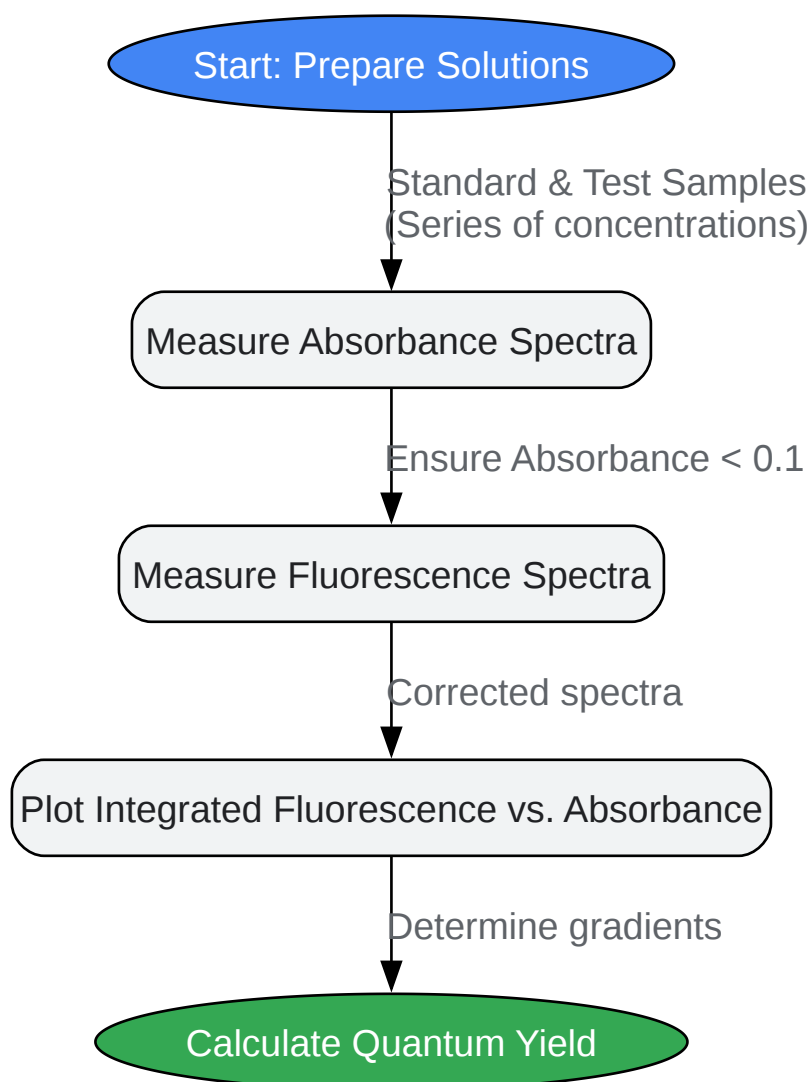 Start: Prepare Solutions
Standard & Test Samples
(Series of concentrations)
Measure Absorbance Spectra
Ensure Absorbance < 0.1
Measure Fluorescence Spectra
Corrected spectra
Plot Integrated Fluorescence vs. Absorbance
Determine gradients
Calculate Quantum Yield